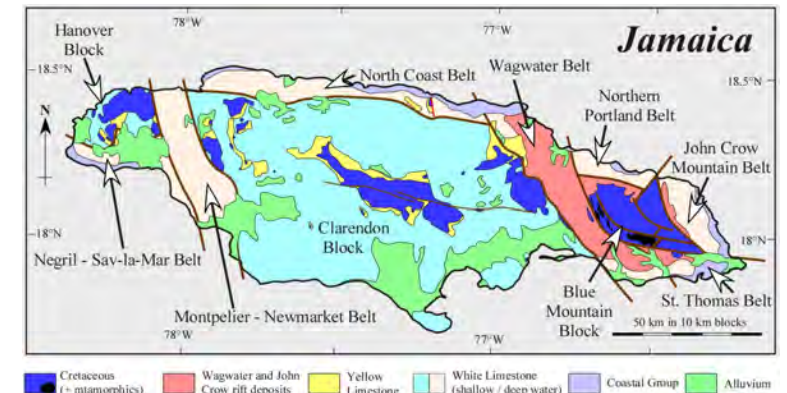 78°W
77°W
Jamaica
Hanover
Block
18.5°N
18.5°N
North Coast Belt
Wagwater Belt
Northern
Portland Belt
John Crow
Mountain Belt
N
18°N
18°N
Clarendon
Block
Negril - Sav-la-Mar Belt
Montpelier - Newmarket Belt
Blue
Mountain
Block
St. Thomas Belt
50 km in 10 km blocks
78°W
77°W
Cretaceous
(+ mtamorphics)
Wagwater and John
Crow rift deposits
Yellow
Limestone
White Limestone
(shallow / deep water)
Coastal Group
Alluvium